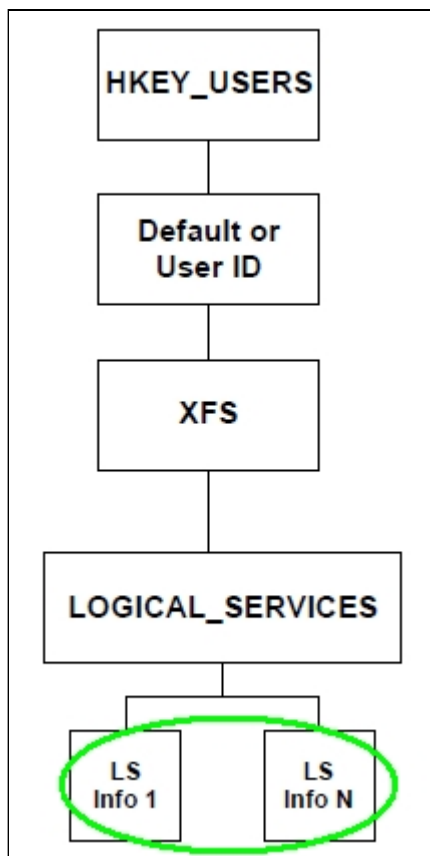 HKEY_USERS
Default or
User ID
XFS
LOGICAL_SERVICES
LS
Info 1
LS
Info N